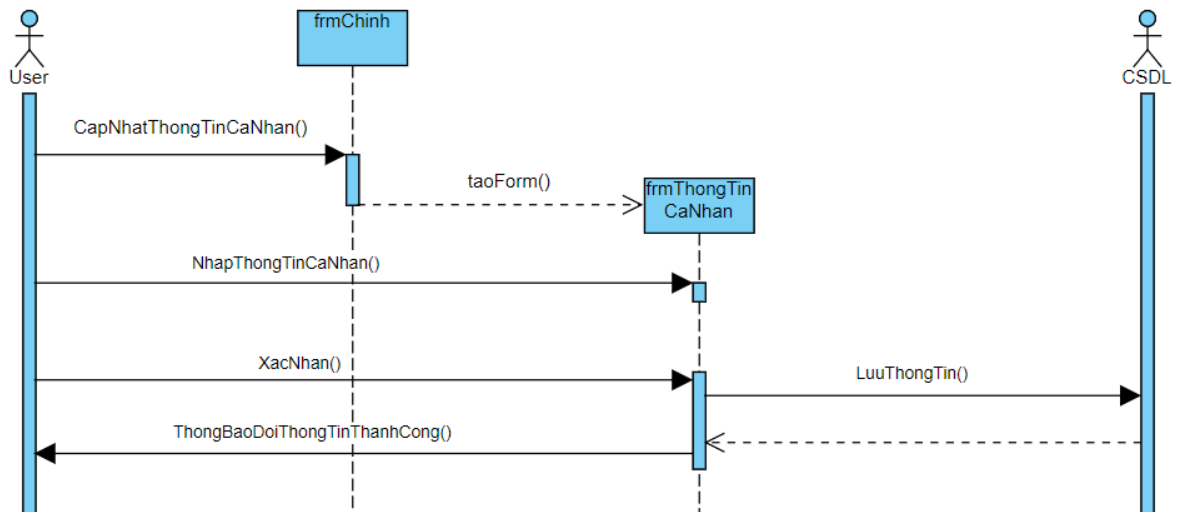 frmChinh
User
CSDL
CapNhatThongTinCaNhan()
taoForm()
frmThongTin
CaNhan
NhapThongTinCaNhan()
XacNhan()
LuuThongTin()
ThongBaoDoiThongTinThanhCong()